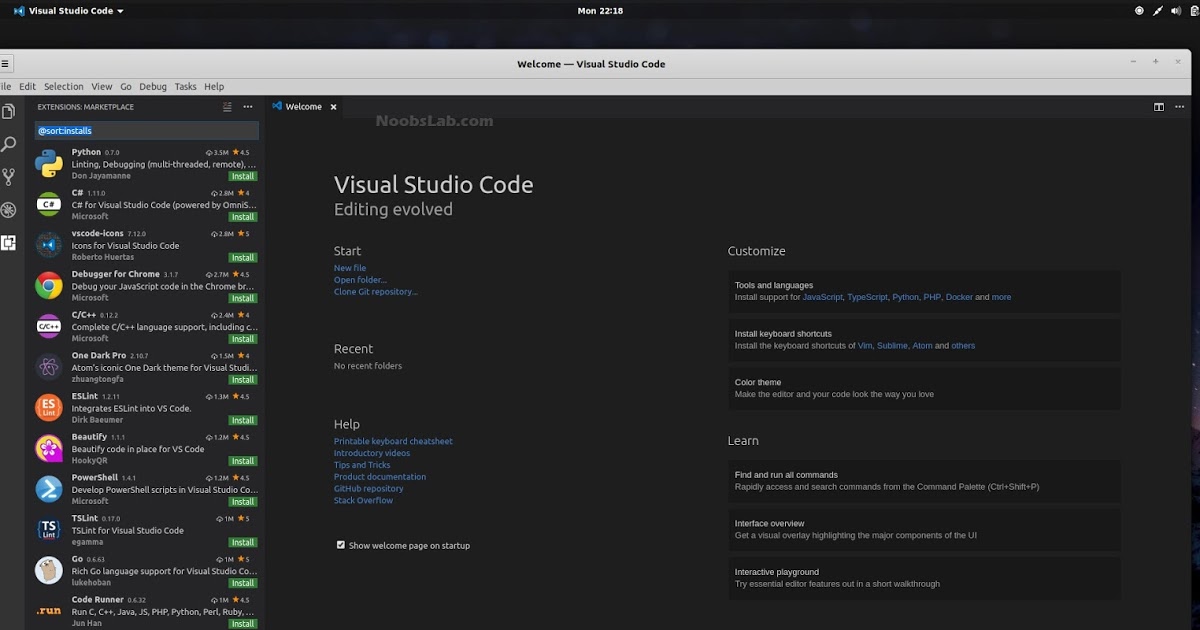 Visual Studio Code
Mon 22:18
Welcome — Visual Studio Code
ile Edit Selection View Go Debug Tasks Help
EXTENSIONS: MARKETPLACE
@sort:installs
Python 0.7.0 3.5M ★4.5
Linting, Debugging (multi-threaded, remote), ...
Don Jayamanne Install
C# 1.11.0 2.8M ★4
C# for Visual Studio Code (powered by OmniS...
Microsoft Install
vscode-icons 7.12.0 2.8M ★5
Icons for Visual Studio Code
Roberto Huertas Install
Debugger for Chrome 3.1.7 2.7M ★4.5
Debug your JavaScript code in the Chrome br...
Microsoft Install
C/C++ 0.12.2 2.4M ★4
Complete C/C++ language support, including c...
Microsoft Install
One Dark Pro 2.10.7 1.5M ★4
Atom's iconic One Dark theme for Visual Studi...
zhuangtongfa Install
ESLint 1.2.11 1.3M ★4.5
Integrates ESLint into VS Code.
Dirk Baeumer Install
Beautify 1.1.1 1.2M ★4.5
Beautify code in place for VS Code
HookyQR Install
PowerShell 1.4.1 1.2M ★4.5
Develop PowerShell scripts in Visual Studio Co...
Microsoft Install
TSLint 0.17.0 1M ★5
TSLint for Visual Studio Code
egamma Install
Go 0.6.63 1M ★5
Rich Go language support for Visual Studio Co...
lukehoban Install
Code Runner 0.6.32 1M ★4.5
Run C, C++, Java, JS, PHP, Python, Perl, Ruby, ...
Jun Han Install
C#
C/C++
ES
Lint
TS
Lint
.run
Welcome
NoobsLab.com
Visual Studio Code
Editing evolved
Start
New file
Open folder...
Clone Git repository...
Recent
No recent folders
Help
Printable keyboard cheatsheet
Introductory videos
Tips and Tricks
Product documentation
GitHub repository
Stack Overflow
Show welcome page on startup
Customize
Tools and languages
Install support for JavaScript, TypeScript, Python, PHP, Docker and more
Install keyboard shortcuts
Install the keyboard shortcuts of Vim, Sublime, Atom and others
Color theme
Make the editor and your code look the way you love
Learn
Find and run all commands
Rapidly access and search commands from the Command Palette (Ctrl+Shift+P)
Interface overview
Get a visual overlay highlighting the major components of the UI
Interactive playground
Try essential editor features out in a short walkthrough